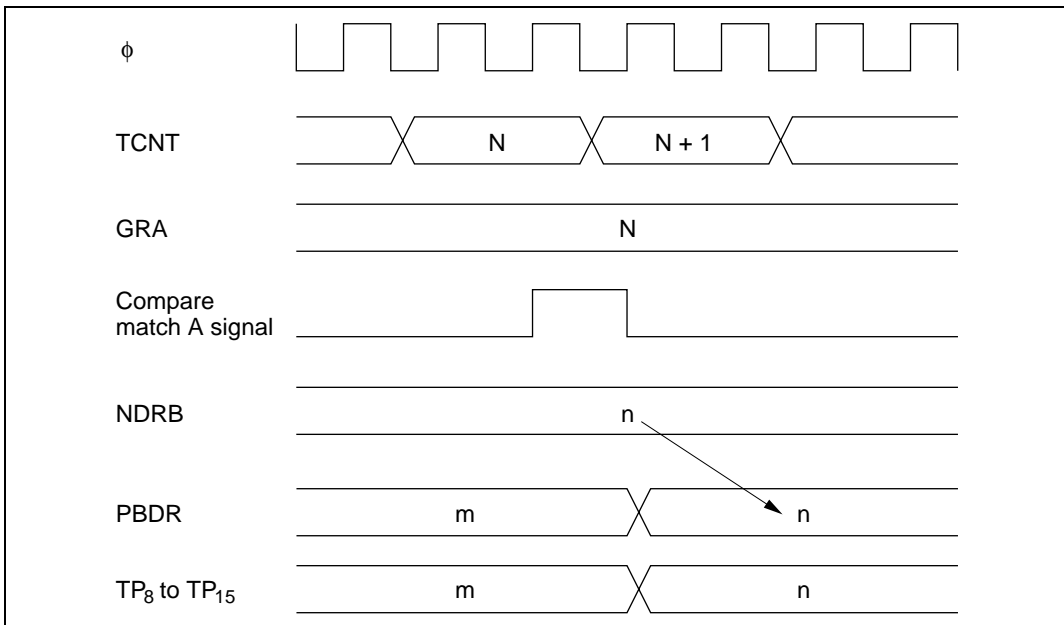 ϕ
TCNT N N + 1
GRA N
Compare
match A signal
NDRB n
PBDR m n
TP8 to TP15 m n